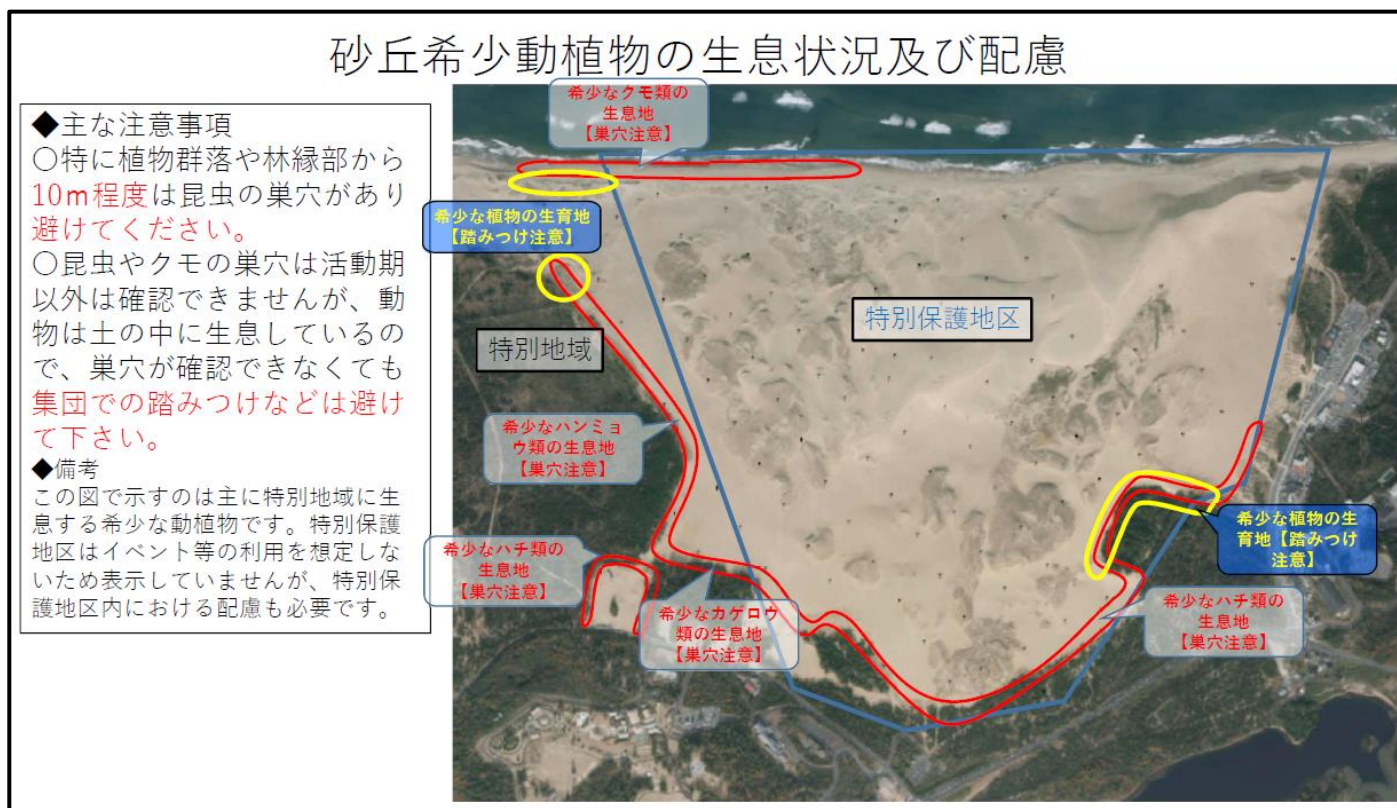 砂丘希少動植物の生息状況及び配慮
◆主な注意事項
○特に植物群落や林縁部から
10ｍ程度は昆虫の巣穴があり
避けてください。
○昆虫やクモの巣穴は活動期
以外は確認できませんが、動
物は土の中に生息しているの
で、巣穴が確認できなくても
集団での踏みつけなどは避け
て下さい。
◆備考
この図で示すのは主に特別地域に生
息する希少な動植物です。特別保護
地区はイベント等の利用を想定しな
いため表示していませんが、特別保
護地区内における配慮も必要です。
希少なクモ類の
生息地
【巣穴注意】
希少な植物の生育地
【踏みつけ注意】
特別保護地区
特別地域
希少なハンミョ
ウ類の生息地
【巣穴注意】
希少なハチ類の
生息地
【巣穴注意】
希少なカゲロウ
類の生息地
【巣穴注意】
希少な植物の生
育地【踏みつけ
注意】
希少なハチ類の
生息地
【巣穴注意】